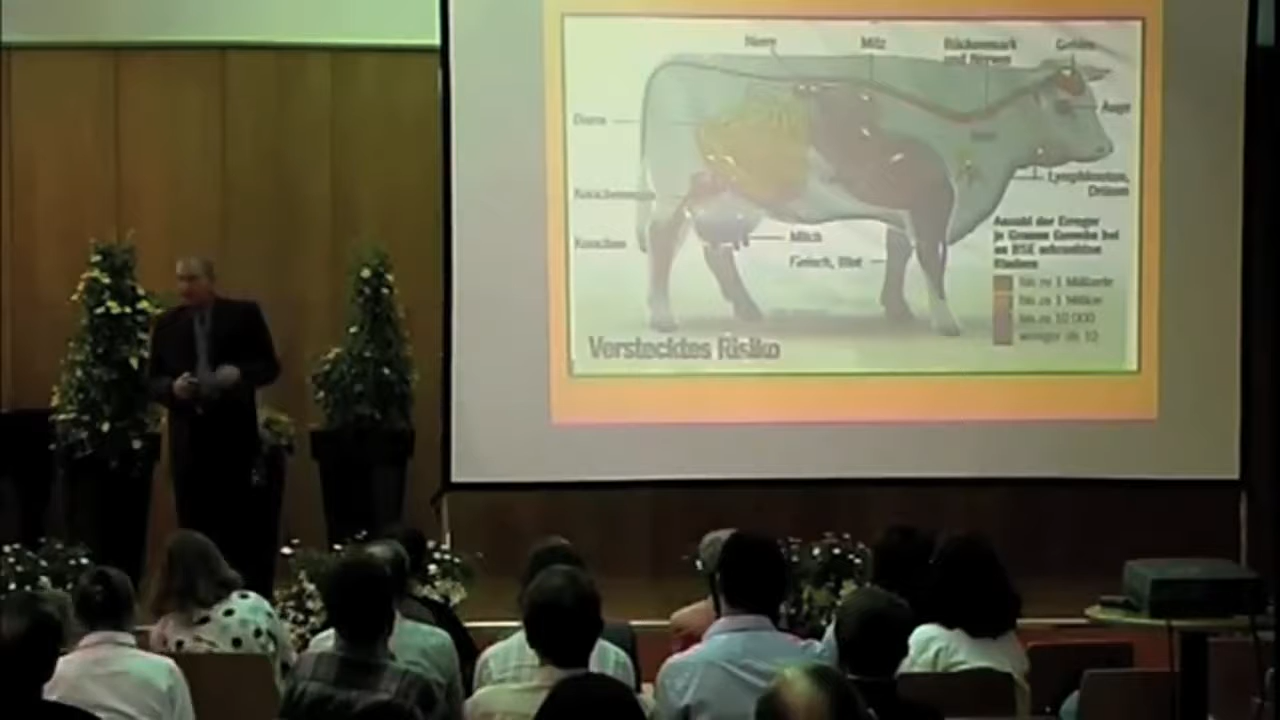 Niere
Milz
Rückenmark
und Nerven
Gehirn
Auge
Darm
Lymphknoten,
Drüsen
Knochenmark
Knochen
Milch
Fleisch, Blut
Anzahl der Erreger
je Gramm Gewebe bei
an BSE erkrankten
Rindern
bis zu 1 Milliarde
bis zu 1 Million
bis zu 10.000
weniger als 10
Verstecktes Risiko